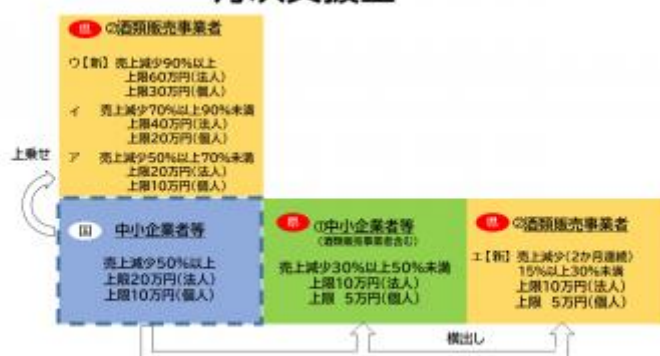 県 ②酒類販売事業者
ウ【新】売上減少90%以上
上限60万円(法人)
上限30万円(個人)
イ 売上減少70%以上90%未満
上限40万円(法人)
上限20万円(個人)
上乗せ
ア 売上減少50%以上70%未満
上限20万円(法人)
上限10万円(個人)
国 中小企業者等
売上減少50%以上
上限20万円(法人)
上限10万円(個人)
県 ①中小企業者等
(酒類販売事業者含む)
売上減少30%以上50%未満
上限10万円(法人)
上限 5万円(個人)
県 ②酒類販売事業者
エ【新】売上減少(2か月連続)
15%以上30%未満
上限10万円(法人)
上限 5万円(個人)
横出し